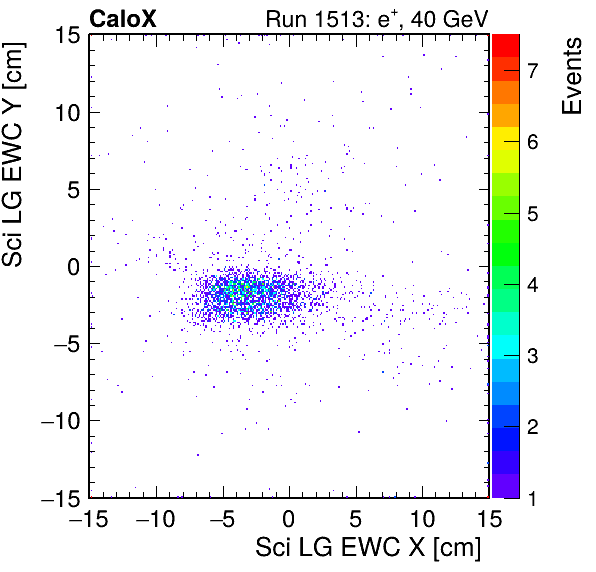 CaloX Run 1513: e+, 40 GeV
Sci LG EWC Y [cm]
15
10
5
0
−5
−10
−15
−15 −10 −5 0 5 10 15
Sci LG EWC X [cm]
Events
7
6
5
4
3
2
1